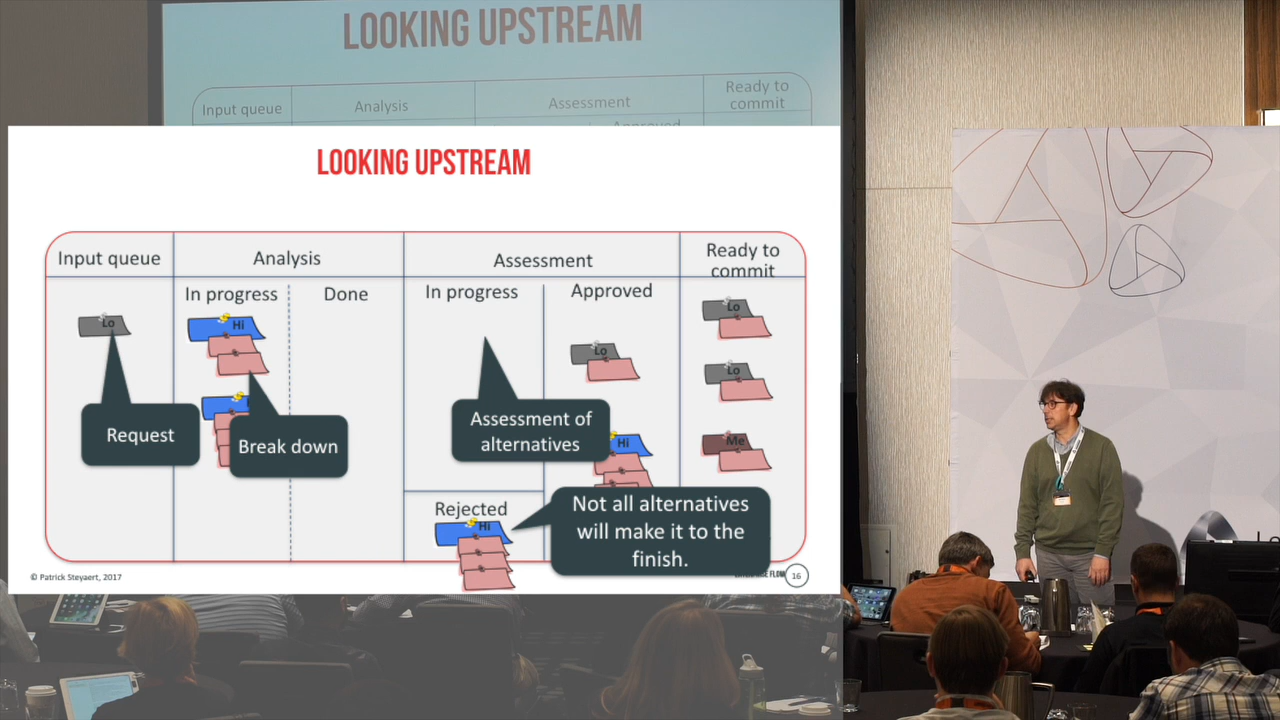 LOOKING UPSTREAM
Input queue
Analysis
Assessment
Ready to
commit
Approved
LOOKING UPSTREAM
Input queue
Analysis
Assessment
Ready to
commit
In progress
Done
In progress
Approved
Lo
Hi
Lo
Lo
Lo
Request
Break down
Assessment of
alternatives
Hi
Me
Rejected
Hi
Not all alternatives
will make it to the
finish.
© Patrick Steyaert, 2017
FLOW
16